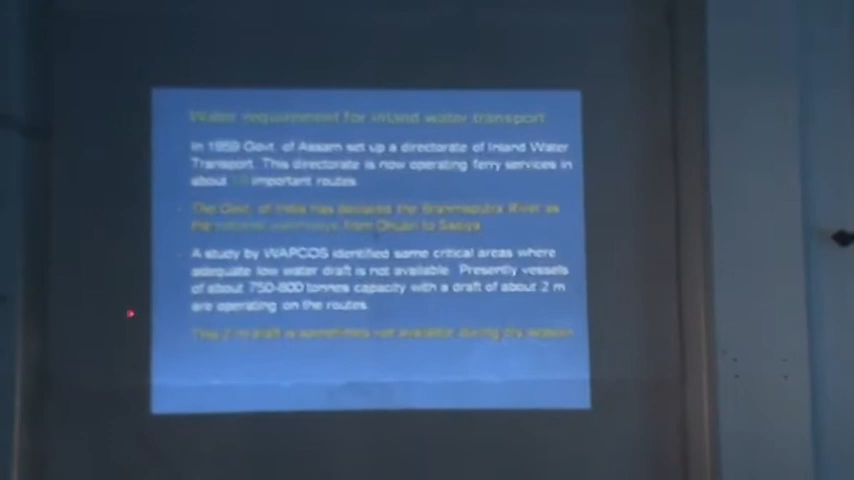 Water requirement for inland water transport
In 1959 Govt. of Assam set up a directorate of Inland Water
Transport. This directorate is now operating ferry services in
about important routes
The Govt. of India has declared the Brahmaputra River as
the national waterways from Dhubri to Sadiya
A study by WAPCOS identified some critical areas where
adequate low water draft is not available. Presently vessels
of about 750-800 tonnes capacity with a draft of about 2 m
are operating on the routes.
This 2 m draft is sometimes not available during dry season